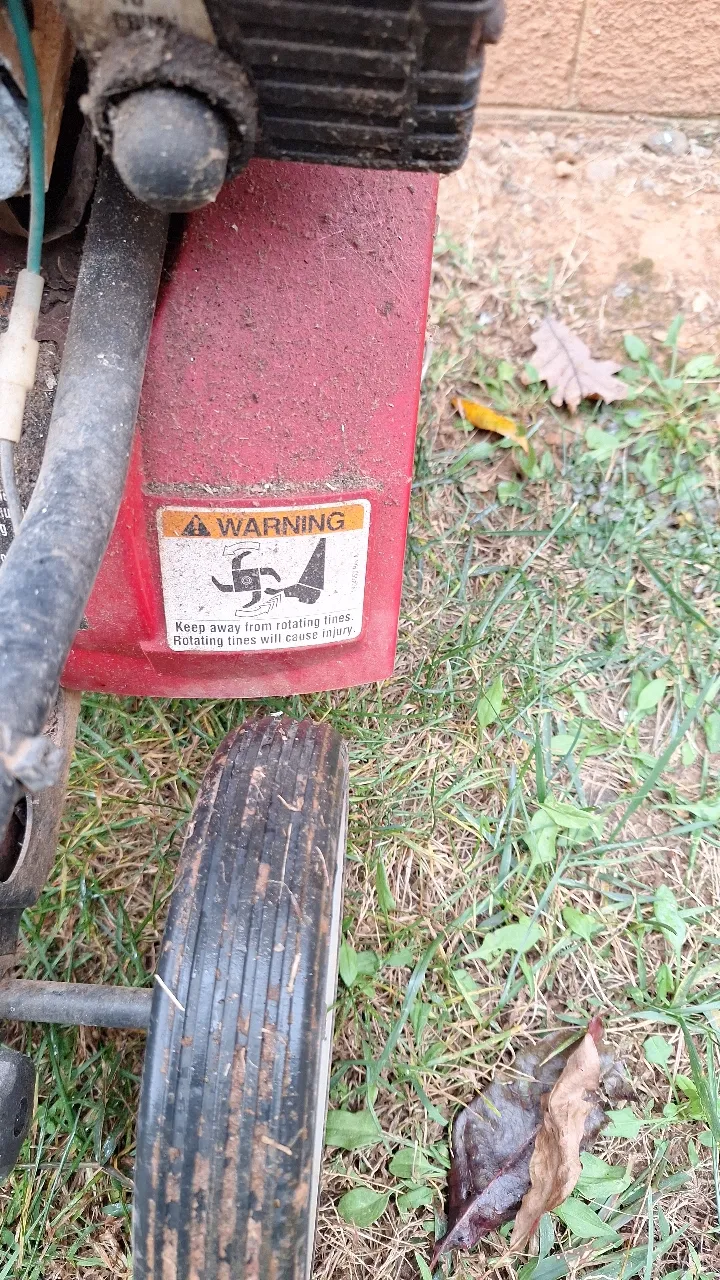 WARNING
Keep away from rotating tines.
Rotating tines will cause injury.